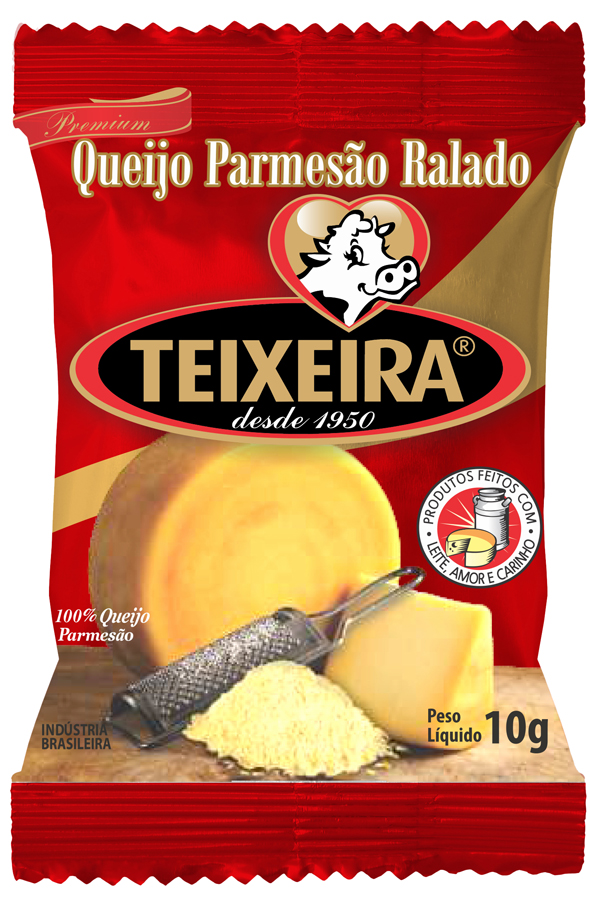 Premium
Queijo Parmesão Ralado
TEIXEIRA®
desde 1950
PRODUTOS FEITOS COM
LEITE, AMOR E CARINHO
100% Queijo
Parmesão
INDÚSTRIA
BRASILEIRA
Peso
Líquido 10g